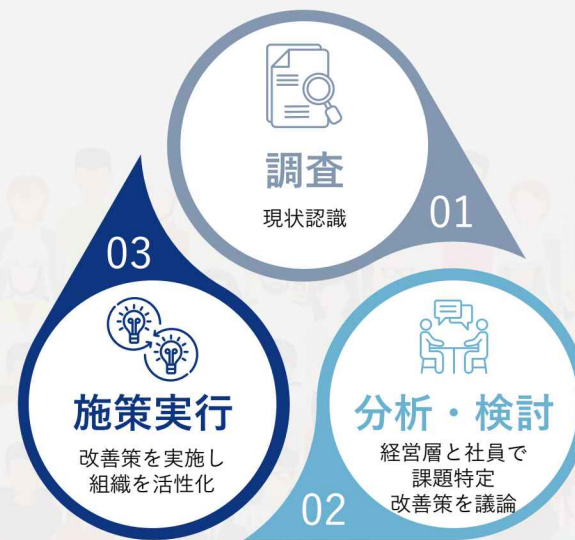 調査
現状認識
01
分析・検討
経営層と社員で
課題特定
改善策を議論
02
03
施策実行
改善策を実施し
組織を活性化